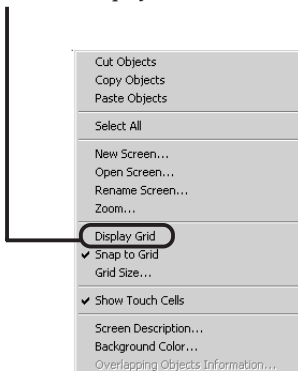 Cut Objects
Copy Objects
Paste Objects
Select All
New Screen...
Open Screen...
Rename Screen...
Zoom...
Display Grid
✔ Snap to Grid
Grid Size...
✔ Show Touch Cells
Screen Description...
Background Color...
Overlapping Objects Information...